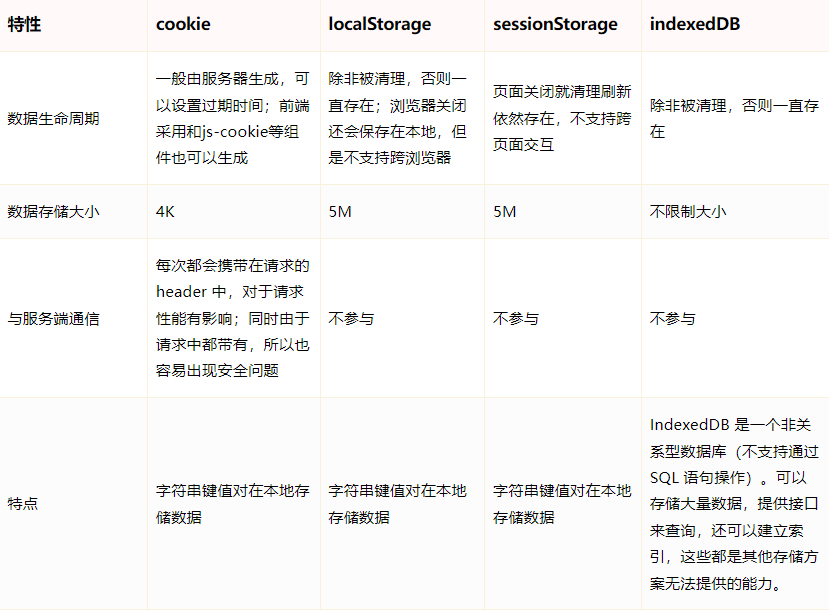 特性
cookie
localStorage
sessionStorage
indexedDB
数据生命周期
一般由服务器生成，可
以设置过期时间；前端
采用和js-cookie等组
件也可以生成
除非被清理，否则一
直存在；浏览器关闭
还会保存在本地，但
是不支持跨浏览器
页面关闭就清理刷新
依然存在，不支持跨
页面交互
除非被清理，否则一直存
在
数据存储大小
4K
5M
5M
不限制大小
与服务端通信
每次都会携带在请求的
header 中，对于请求
性能有影响；同时由于
请求中都带有，所以也
容易出现安全问题
不参与
不参与
不参与
特点
字符串键值对在本地存
储数据
字符串键值对在本地
存储数据
字符串键值对在本地
存储数据
IndexedDB 是一个非关
系型数据库（不支持通过
SQL 语句操作）。可以
存储大量数据，提供接口
来查询，还可以建立索
引，这些都是其他存储方
案无法提供的能力。